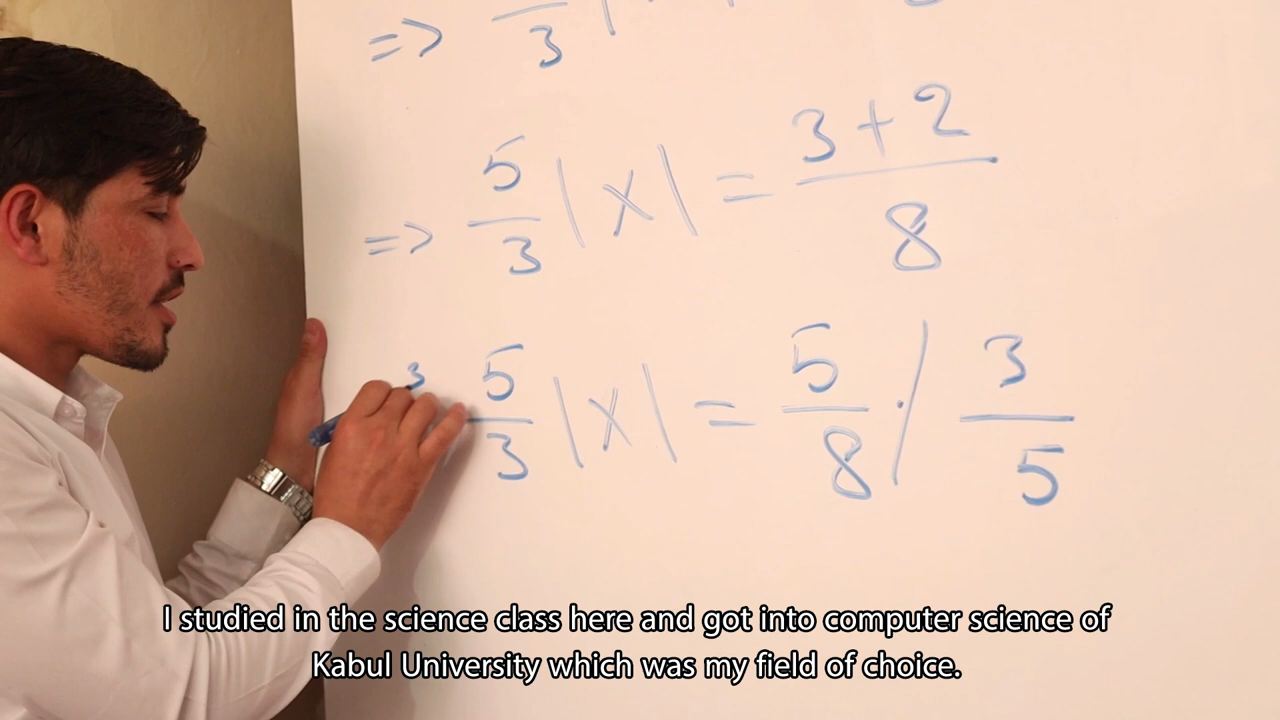 => 3 |
=> 5/3 |x| = 3+2/8
3 5/3 |x| = 5/8 · / 3/5
I studied in the science class here and got into computer science of
Kabul University which was my field of choice.